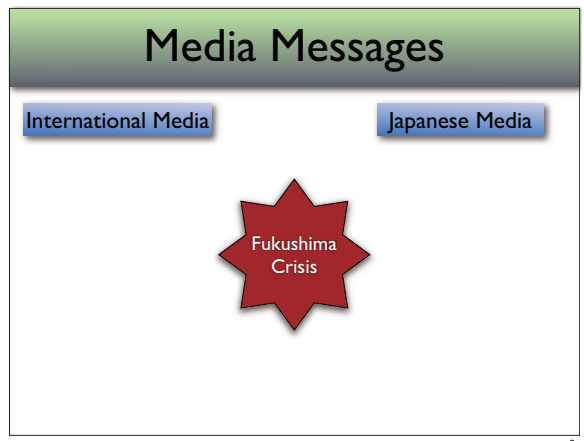 Media Messages
International Media
Japanese Media
Fukushima
Crisis